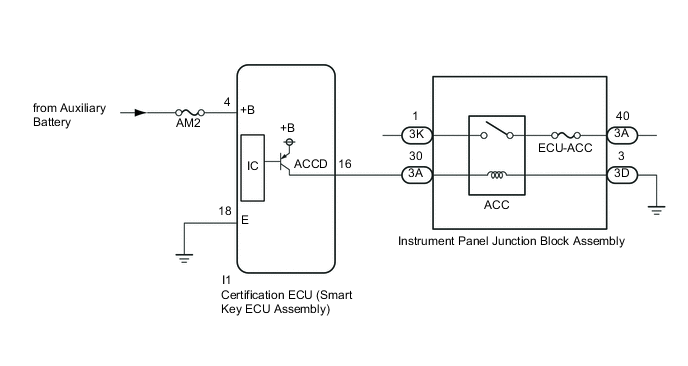 from Auxiliary
Battery
AM2
4
+B
+B
IC
ACCD
16
18
E
I1
Certification ECU (Smart
Key ECU Assembly)
1
3K
30
3A
ACC
ECU-ACC
40
3A
3
3D
Instrument Panel Junction Block Assembly